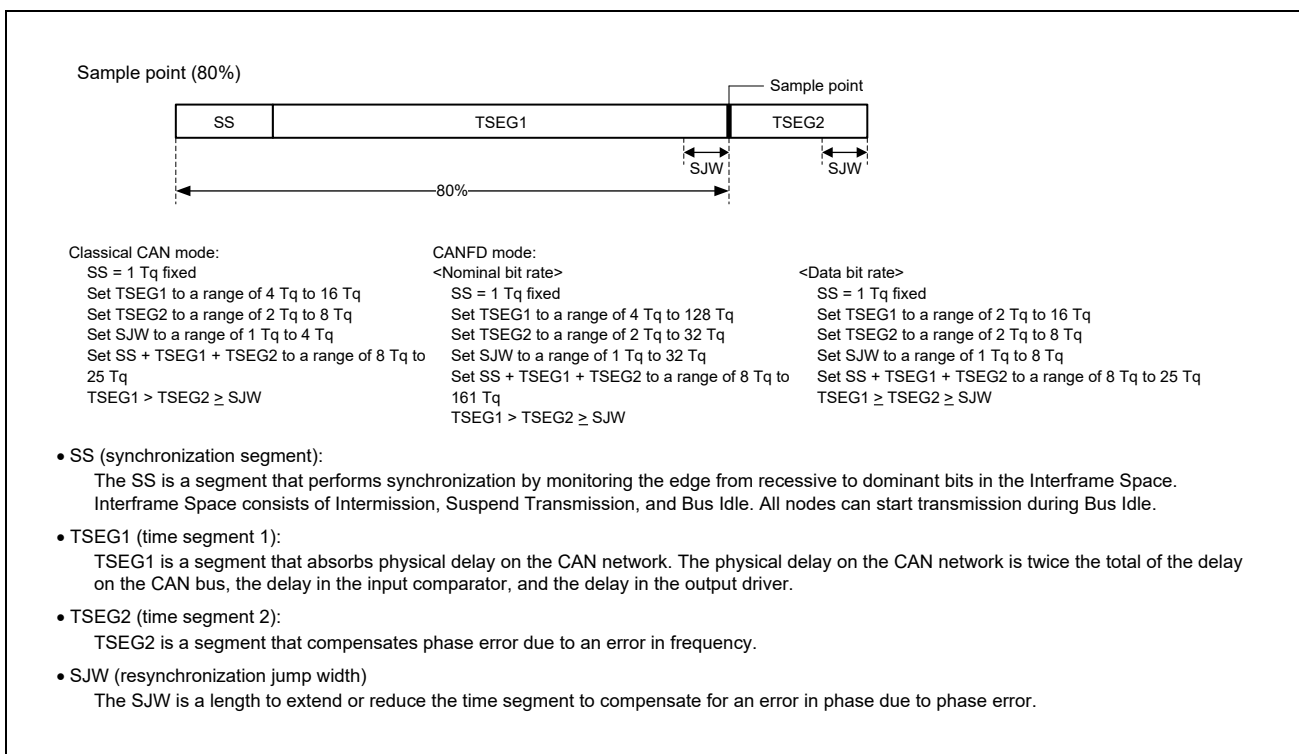 Sample point (80%)
Sample point
SS
TSEG1
TSEG2
SJW
SJW
80%
Classical CAN mode:
SS = 1 Tq fixed
Set TSEG1 to a range of 4 Tq to 16 Tq
Set TSEG2 to a range of 2 Tq to 8 Tq
Set SJW to a range of 1 Tq to 4 Tq
Set SS + TSEG1 + TSEG2 to a range of 8 Tq to
25 Tq
TSEG1 > TSEG2 ≥ SJW
CANFD mode:
<Nominal bit rate>
SS = 1 Tq fixed
Set TSEG1 to a range of 4 Tq to 128 Tq
Set TSEG2 to a range of 2 Tq to 32 Tq
Set SJW to a range of 1 Tq to 32 Tq
Set SS + TSEG1 + TSEG2 to a range of 8 Tq to
161 Tq
TSEG1 > TSEG2 ≥ SJW
<Data bit rate>
SS = 1 Tq fixed
Set TSEG1 to a range of 2 Tq to 16 Tq
Set TSEG2 to a range of 2 Tq to 8 Tq
Set SJW to a range of 1 Tq to 8 Tq
Set SS + TSEG1 + TSEG2 to a range of 8 Tq to 25 Tq
TSEG1 ≥ TSEG2 ≥ SJW
• SS (synchronization segment):
The SS is a segment that performs synchronization by monitoring the edge from recessive to dominant bits in the Interframe Space.
Interframe Space consists of Intermission, Suspend Transmission, and Bus Idle. All nodes can start transmission during Bus Idle.
• TSEG1 (time segment 1):
TSEG1 is a segment that absorbs physical delay on the CAN network. The physical delay on the CAN network is twice the total of the delay
on the CAN bus, the delay in the input comparator, and the delay in the output driver.
• TSEG2 (time segment 2):
TSEG2 is a segment that compensates phase error due to an error in frequency.
• SJW (resynchronization jump width)
The SJW is a length to extend or reduce the time segment to compensate for an error in phase due to phase error.